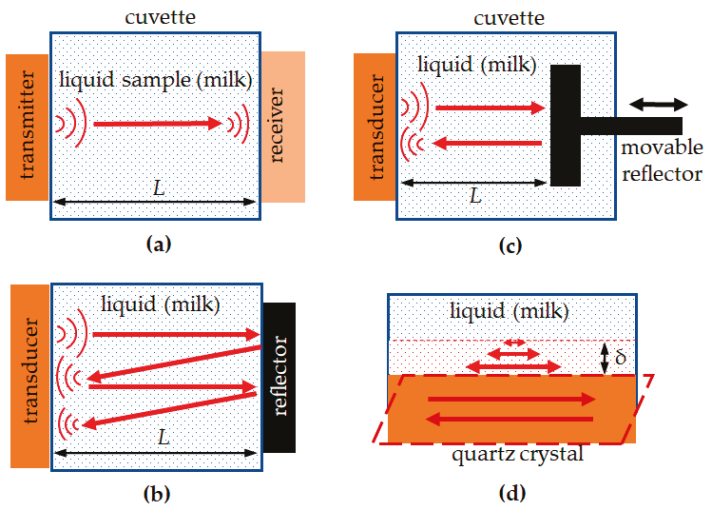 cuvette
transmitter
liquid sample (milk)
receiver
L
(a)
cuvette
transducer
liquid (milk)
movable
reflector
L
(c)
transducer
liquid (milk)
reflector
L
(b)
liquid (milk)
δ
quartz crystal
(d)